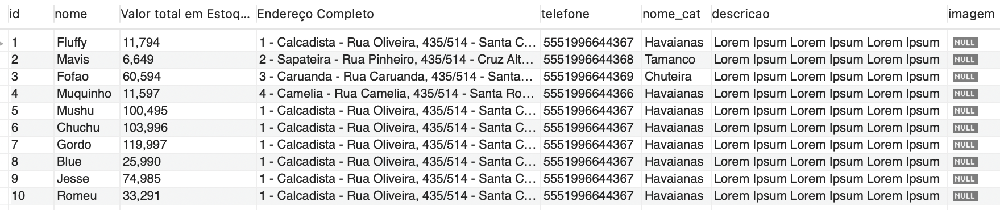 id nome Valor total em Estoq... Endereço Completo telefone nome_cat descricao imagem
1 Fluffy 11,794 1 - Calcadista - Rua Oliveira, 435/514 - Santa C... 5551996644367 Havaianas Lorem Ipsum Lorem Ipsum Lorem Ipsum NULL
2 Mavis 6,649 2 - Sapateira - Rua Pinheiro, 435/514 - Cruz Alt... 5551996644368 Tamanco Lorem Ipsum Lorem Ipsum Lorem Ipsum NULL
3 Fofao 60,594 3 - Caruanda - Rua Caruanda, 435/514 - Santa... 5551996644369 Chuteira Lorem Ipsum Lorem Ipsum Lorem Ipsum NULL
4 Muquinho 11,597 4 - Camelia - Rua Camelia, 435/514 - Santa Ro... 5551996644366 Havaianas Lorem Ipsum Lorem Ipsum Lorem Ipsum NULL
5 Mushu 100,495 1 - Calcadista - Rua Oliveira, 435/514 - Santa C... 5551996644367 Havaianas Lorem Ipsum Lorem Ipsum Lorem Ipsum NULL
6 Chuchu 103,996 1 - Calcadista - Rua Oliveira, 435/514 - Santa C... 5551996644367 Havaianas Lorem Ipsum Lorem Ipsum Lorem Ipsum NULL
7 Gordo 119,997 1 - Calcadista - Rua Oliveira, 435/514 - Santa C... 5551996644367 Havaianas Lorem Ipsum Lorem Ipsum Lorem Ipsum NULL
8 Blue 25,990 1 - Calcadista - Rua Oliveira, 435/514 - Santa C... 5551996644367 Havaianas Lorem Ipsum Lorem Ipsum Lorem Ipsum NULL
9 Jesse 74,985 1 - Calcadista - Rua Oliveira, 435/514 - Santa C... 5551996644367 Havaianas Lorem Ipsum Lorem Ipsum Lorem Ipsum NULL
10 Romeu 33,291 1 - Calcadista - Rua Oliveira, 435/514 - Santa C... 5551996644367 Havaianas Lorem Ipsum Lorem Ipsum Lorem Ipsum NULL